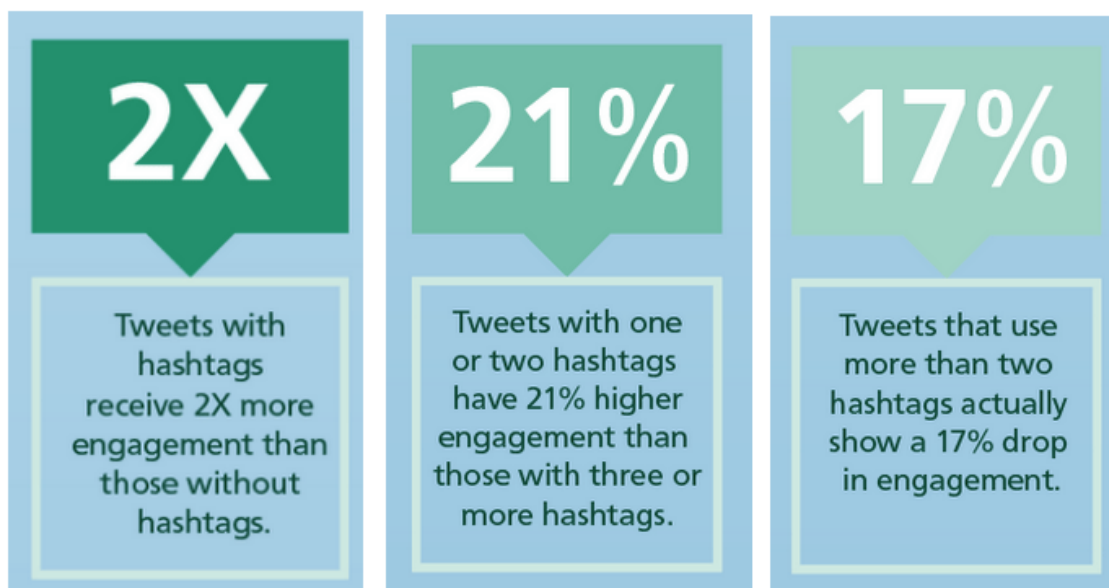 2X
Tweets with
hashtags
receive 2X more
engagement than
those without
hashtags.
21%
Tweets with one
or two hashtags
have 21% higher
engagement than
those with three or
more hashtags.
17%
Tweets that use
more than two
hashtags actually
show a 17% drop
in engagement.